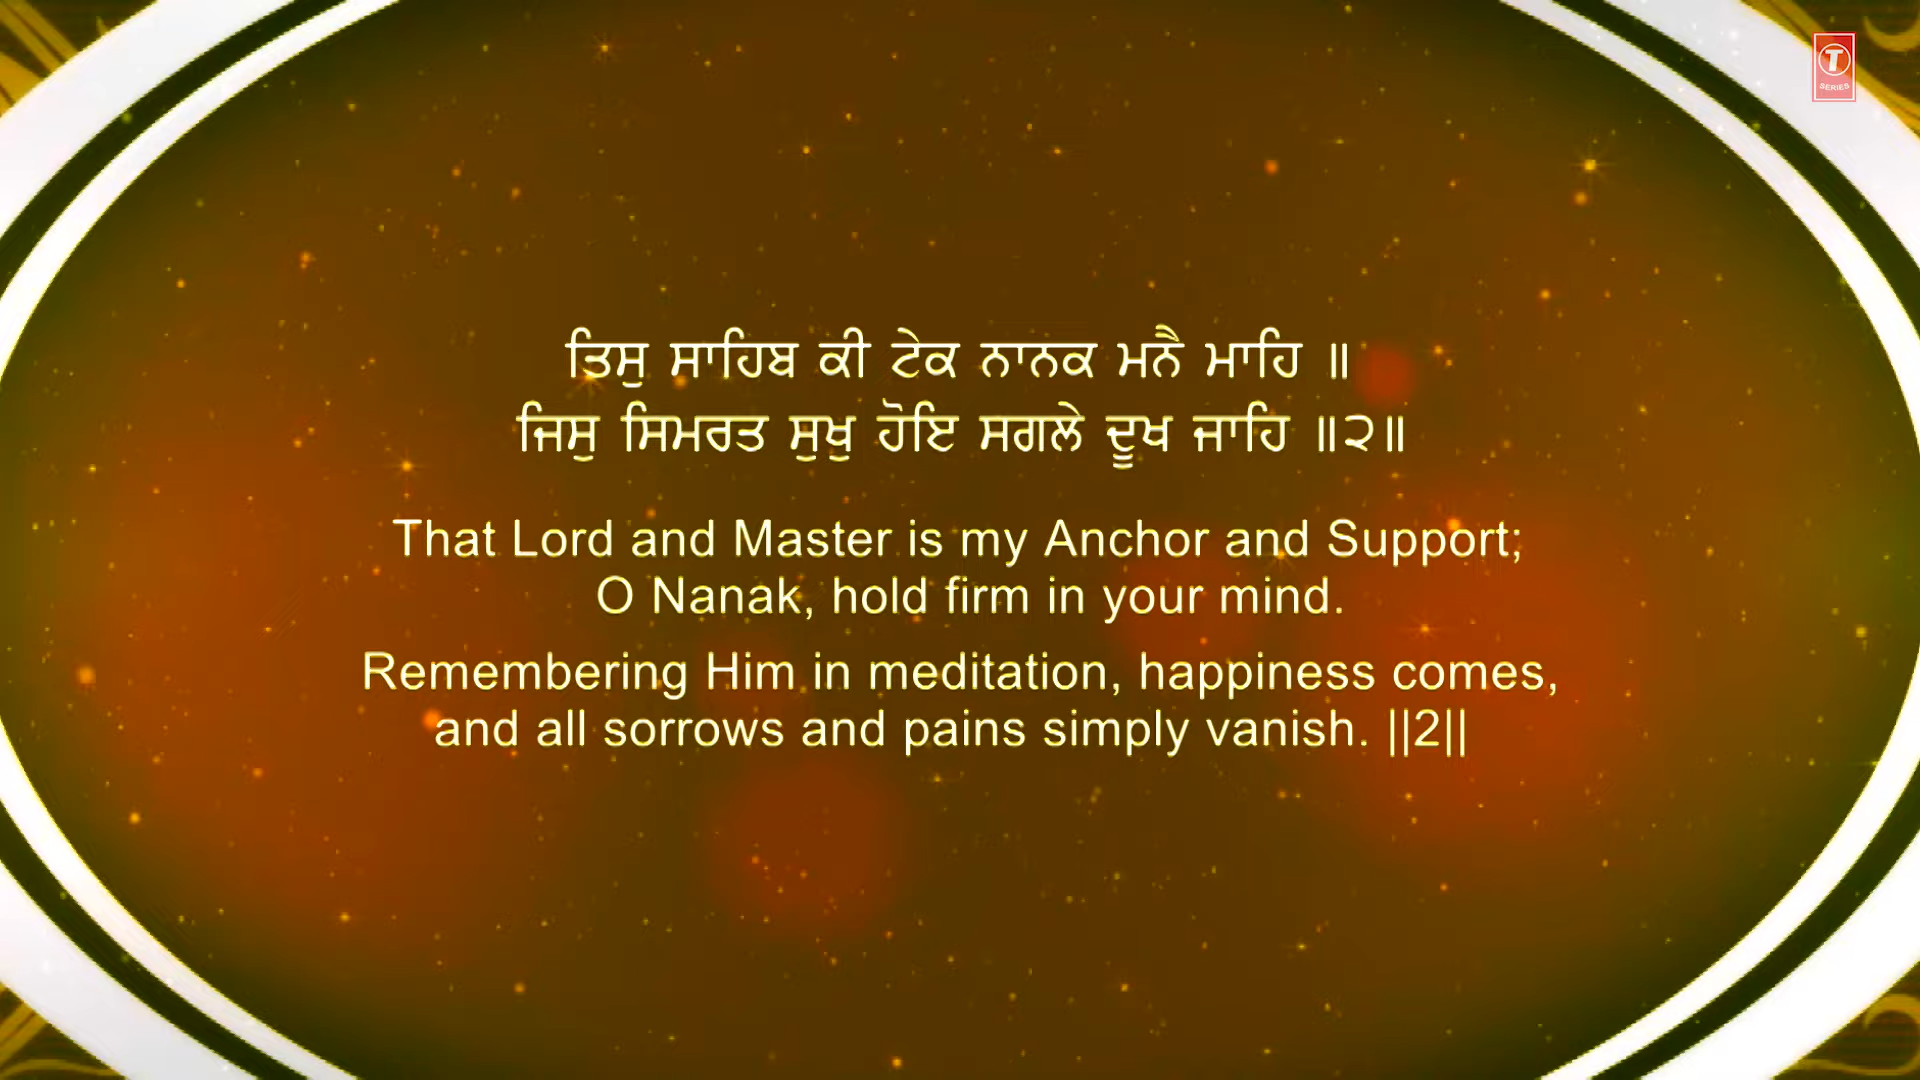 T
SERIES
ਤਿਸੁ ਸਾਹਿਬ ਕੀ ਟੇਕ ਨਾਨਕ ਮਨੈ ਮਾਹਿ ॥
ਜਿਸੁ ਸਿਮਰਤ ਸੁਖੁ ਹੋਇ ਸਗਲੇ ਦੂਖ ਜਾਹਿ ॥੨॥
That Lord and Master is my Anchor and Support;
O Nanak, hold firm in your mind.
Remembering Him in meditation, happiness comes,
and all sorrows and pains simply vanish. ||2||